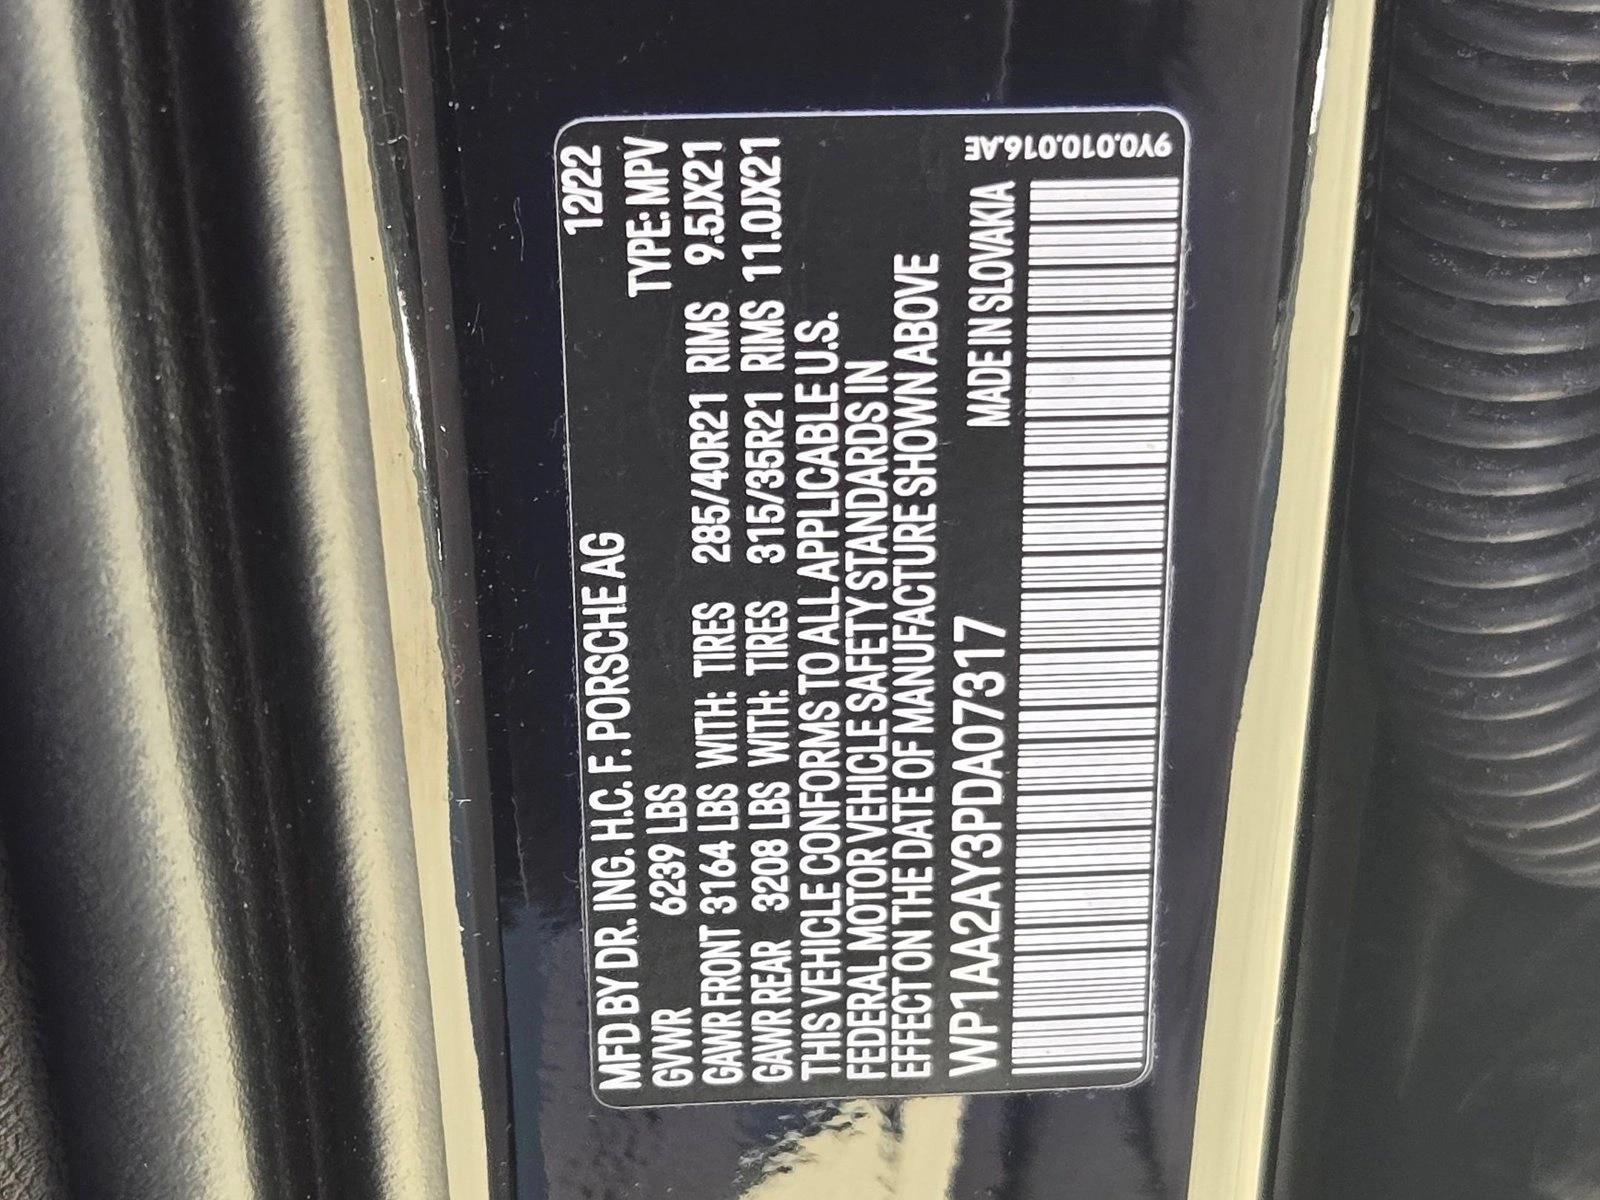 12/22
MFD BY DR. ING. H.C. F. PORSCHE AG
GVWR 6239 LBS TYPE: MPV
GAWR FRONT 3164 LBS WITH: TIRES 285/40R21 RIMS 9.5JX21
GAWR REAR 3208 LBS WITH: TIRES 315/35R21 RIMS 11.0JX21
THIS VEHICLE CONFORMS TO ALL APPLICABLE U.S.
FEDERAL MOTOR VEHICLE SAFETY STANDARDS IN
EFFECT ON THE DATE OF MANUFACTURE SHOWN ABOVE
WP1AA2AY3PDA07317
MADE IN SLOVAKIA
9Y0.010.016.AE